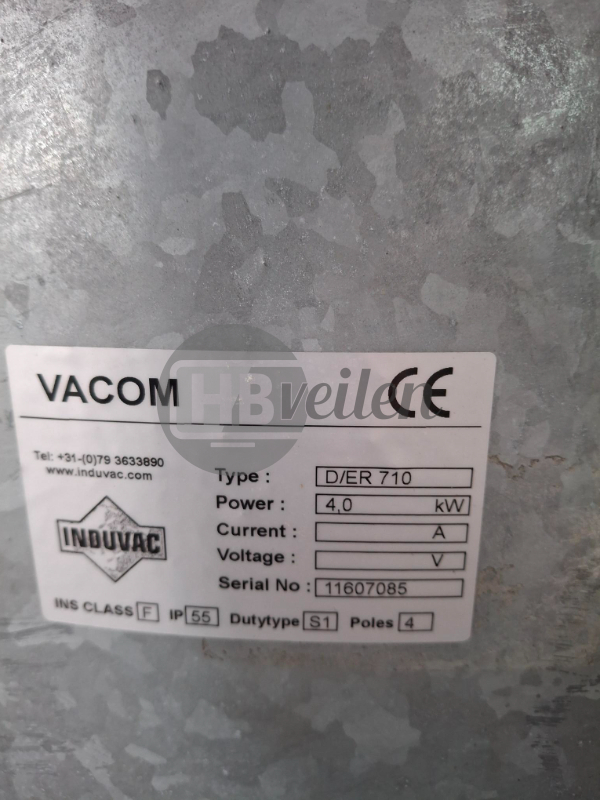 VACOM
CE
HBveilen
Tel: +31-(0)79 3633890
www.induvac.com
INDUVAC
Type : D/ER 710
Power : 4,0 kW
Current : A
Voltage : V
Serial No : 11607085
INS CLASS F IP 55 Dutytype S1 Poles 4